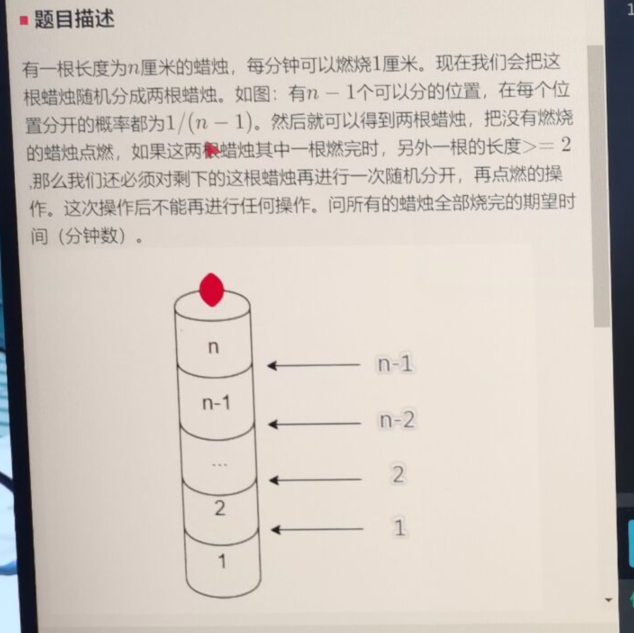 题目描述
有一根长度为n厘米的蜡烛，每分钟可以燃烧1厘米。现在我们会把这
根蜡烛随机分成两根蜡烛。如图：有n − 1个可以分的位置，在每个位
置分开的概率都为1/(n − 1)。然后就可以得到两根蜡烛，把没有燃烧
的蜡烛点燃，如果这两根蜡烛其中一根燃完时，另外一根的长度>= 2
,那么我们还必须对剩下的这根蜡烛再进行一次随机分开，再点燃的操
作。这次操作后不能再进行任何操作。问所有的蜡烛全部烧完的期望时
间（分钟数）。
n
n-1
n-1
n-2
...
2
2
1
1